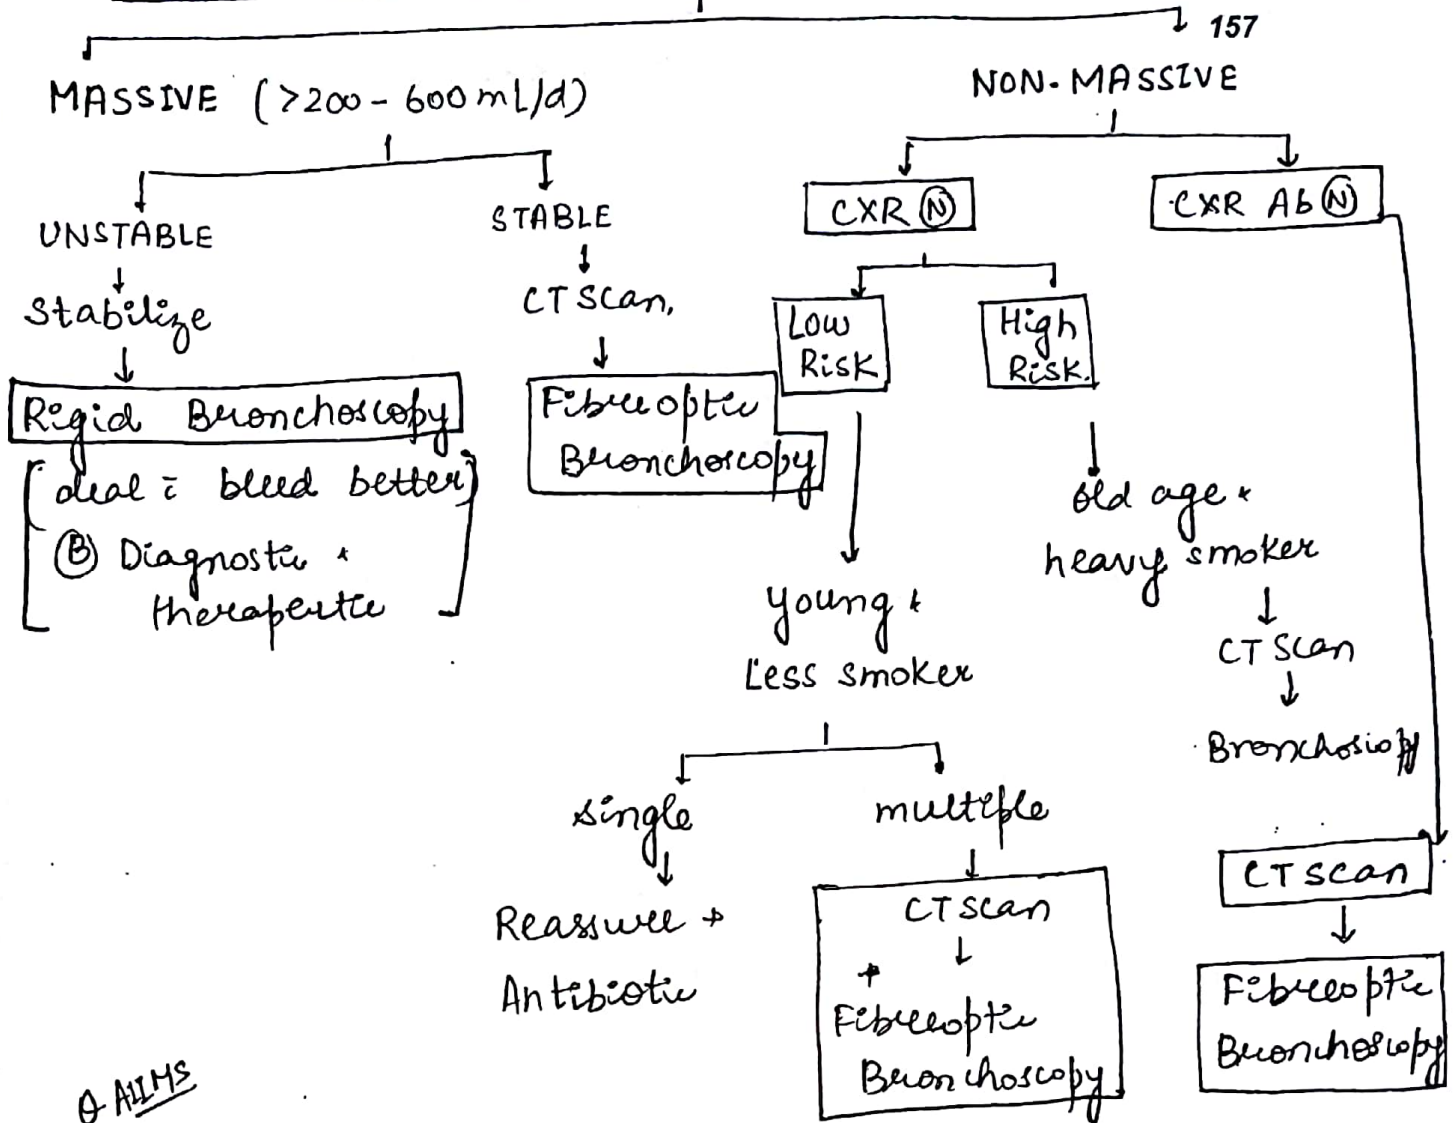 157
MASSIVE (>200 - 600 ml/d)
NON-MASSIVE
UNSTABLE
Stabilize
Rigid Bronchoscopy
deal c̄ bleed better
Ⓑ Diagnostic +
therapeutic
STABLE
CT Scan,
Fibreoptic
Bronchoscopy
CXR Ⓝ
CXR Ab Ⓝ
Low
Risk
High
Risk.
young +
Less smoker
old age +
heavy smoker
CT Scan
Bronchoscopy
single
Reassure +
Antibiotic
multiple
CT scan
+
Fibreoptic
Bronchoscopy
CT scan
Fibreoptic
Bronchoscopy
Q AIIMS